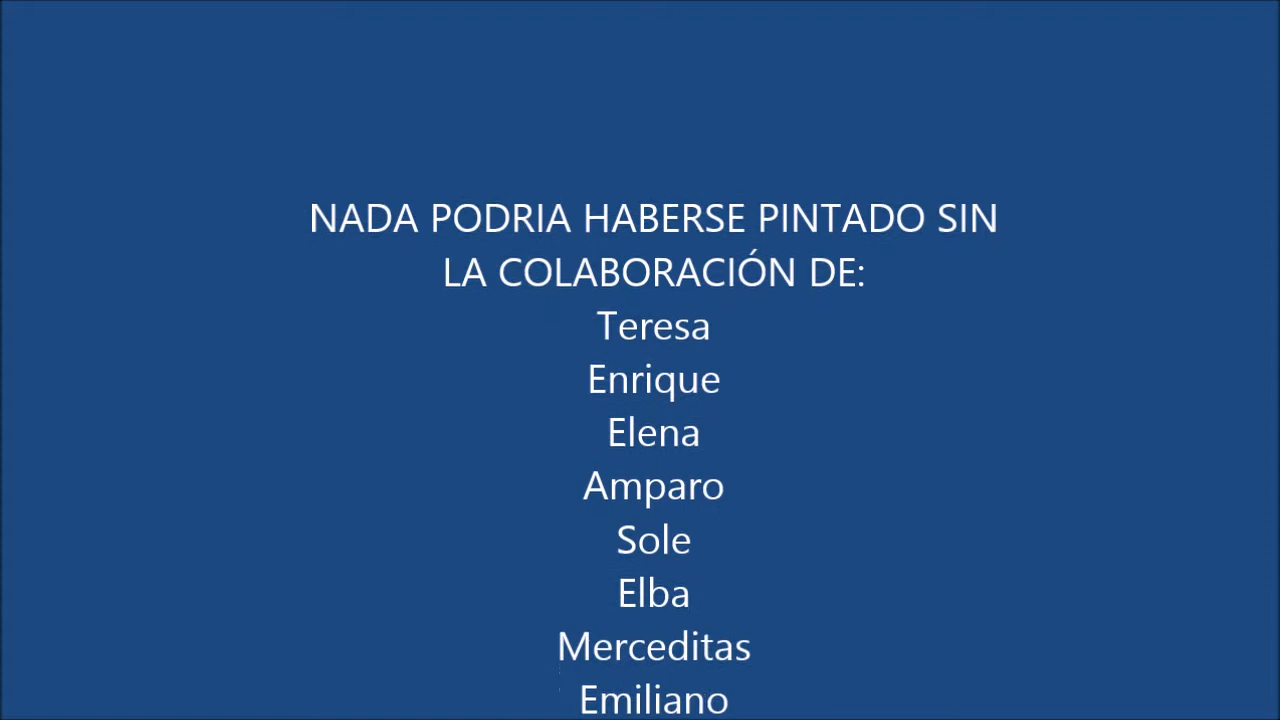 NADA PODRIA HABERSE PINTADO SIN
LA COLABORACIÓN DE:
Teresa
Enrique
Elena
Amparo
Sole
Elba
Merceditas
Emiliano